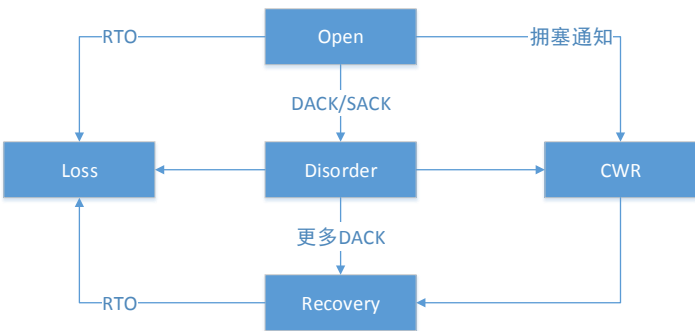 Open
RTO
拥塞通知
DACK/SACK
Loss
Disorder
CWR
更多DACK
Recovery
RTO